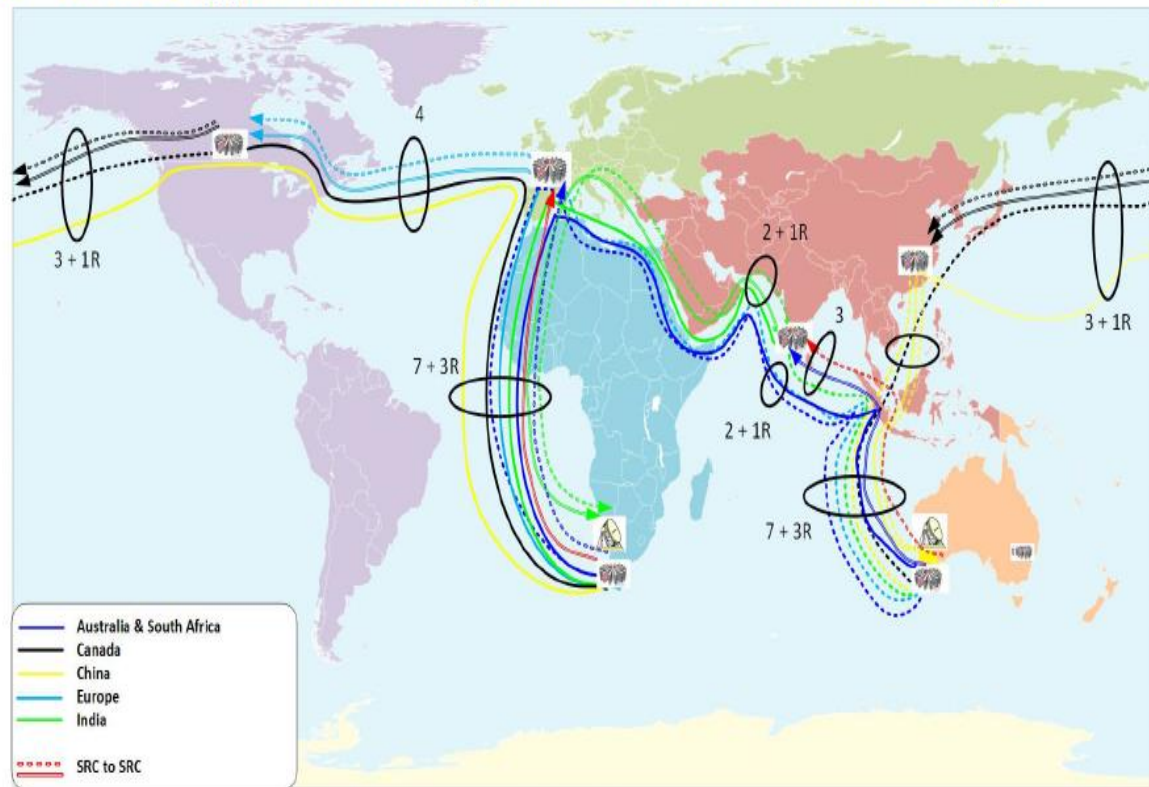 4
3 + 1R
2 + 1R
3
3 + 1R
7 + 3R
2 + 1R
7 + 3R
Australia & South Africa
Canada
China
Europe
India
SRC to SRC